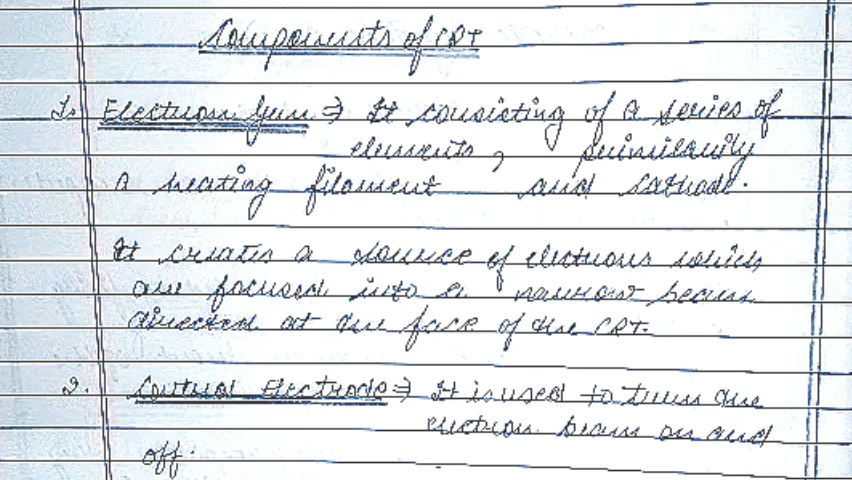 Components of CRT
1. Electron Gun ⇒ It consisting of a series of
elements, primilarily
a heating filament and cathode.
It creates a source of electrons which
are focused into a narrow beam
directed at the face of the CRT.
2. Control Electrode ⇒ It is used to turn the
electron beam on and
off.